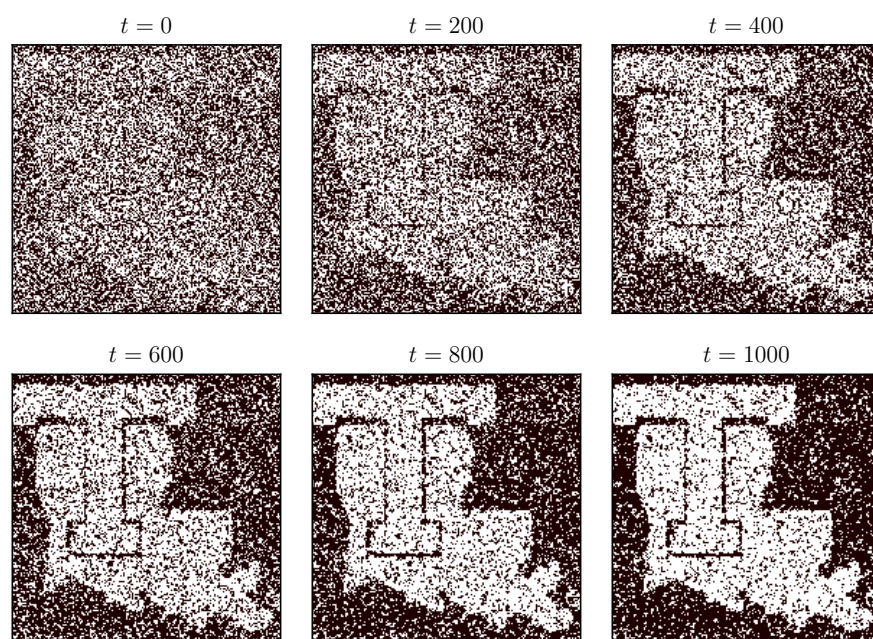 t = 0
t = 200
t = 400
t = 600
t = 800
t = 1000